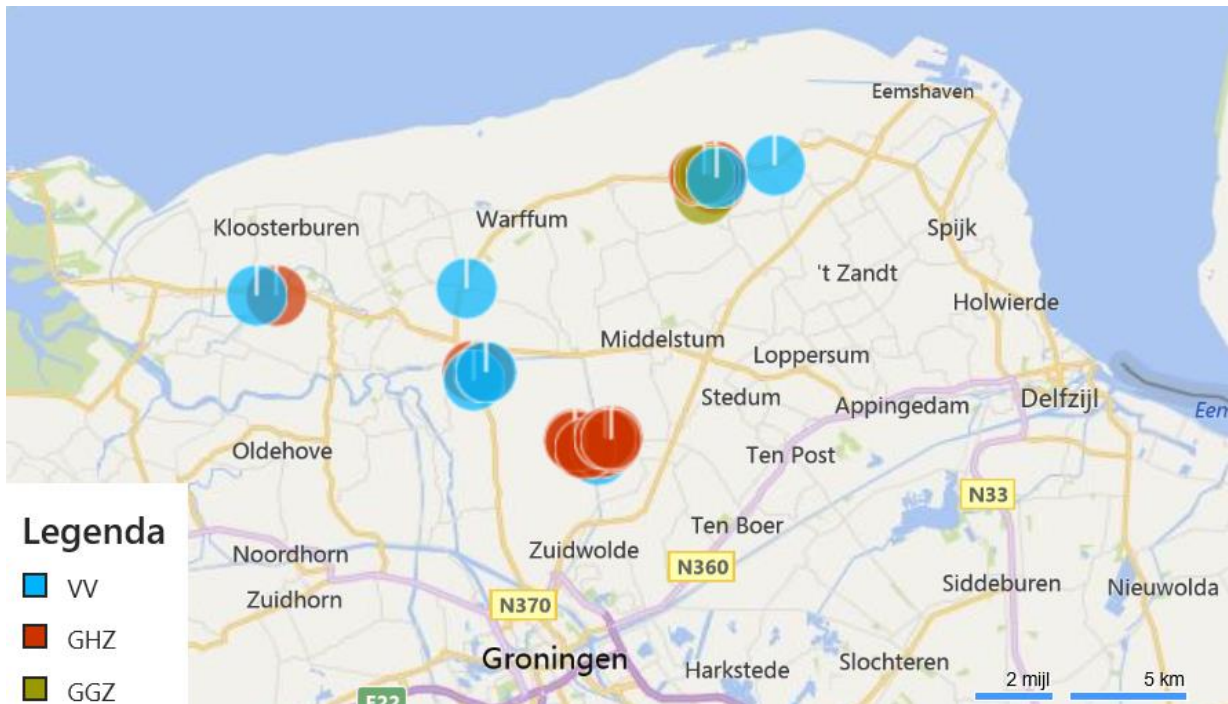 Eemshaven
Warffum
Kloosterburen
Spijk
't Zandt
Holwierde
Middelstum
Loppersum
Stedum
Appingedam
Delfzijl
Oldehove
Ten Post
N33
Legenda
VV
GHZ
GGZ
Ten Boer
Noordhorn
Zuidwolde
N360
Siddeburen
Nieuwolda
Zuidhorn
N370
Groningen
Harkstede
Slochteren
2 mijl
5 km